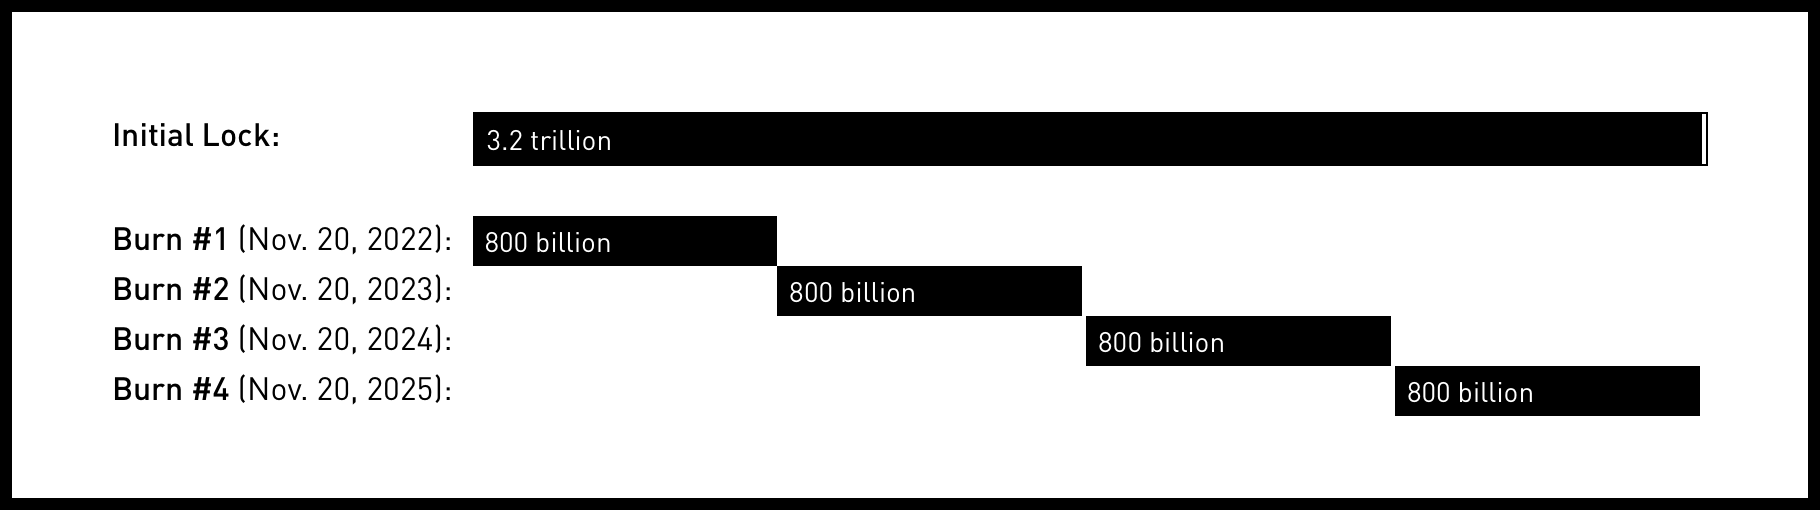 Initial Lock: 3.2 trillion
Burn #1 (Nov. 20, 2022): 800 billion
Burn #2 (Nov. 20, 2023): 800 billion
Burn #3 (Nov. 20, 2024): 800 billion
Burn #4 (Nov. 20, 2025): 800 billion